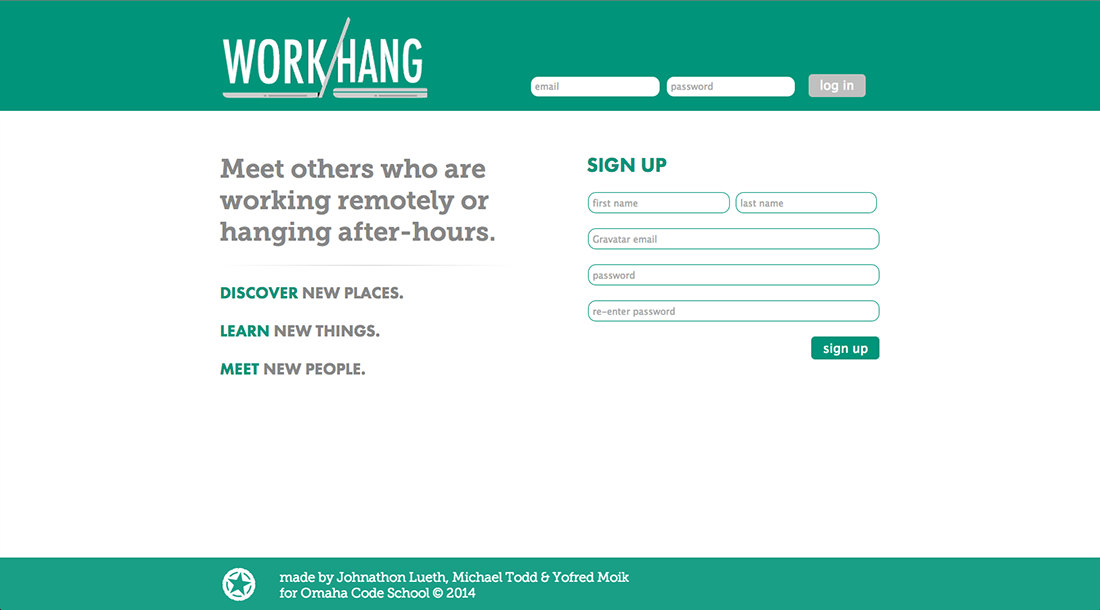 WORK/HANG
email
password
log in
Meet others who are
working remotely or
hanging after-hours.
DISCOVER NEW PLACES.
LEARN NEW THINGS.
MEET NEW PEOPLE.
SIGN UP
first name
last name
Gravatar email
password
re-enter password
sign up
made by Johnathon Lueth, Michael Todd & Yofred Moik
for Omaha Code School © 2014